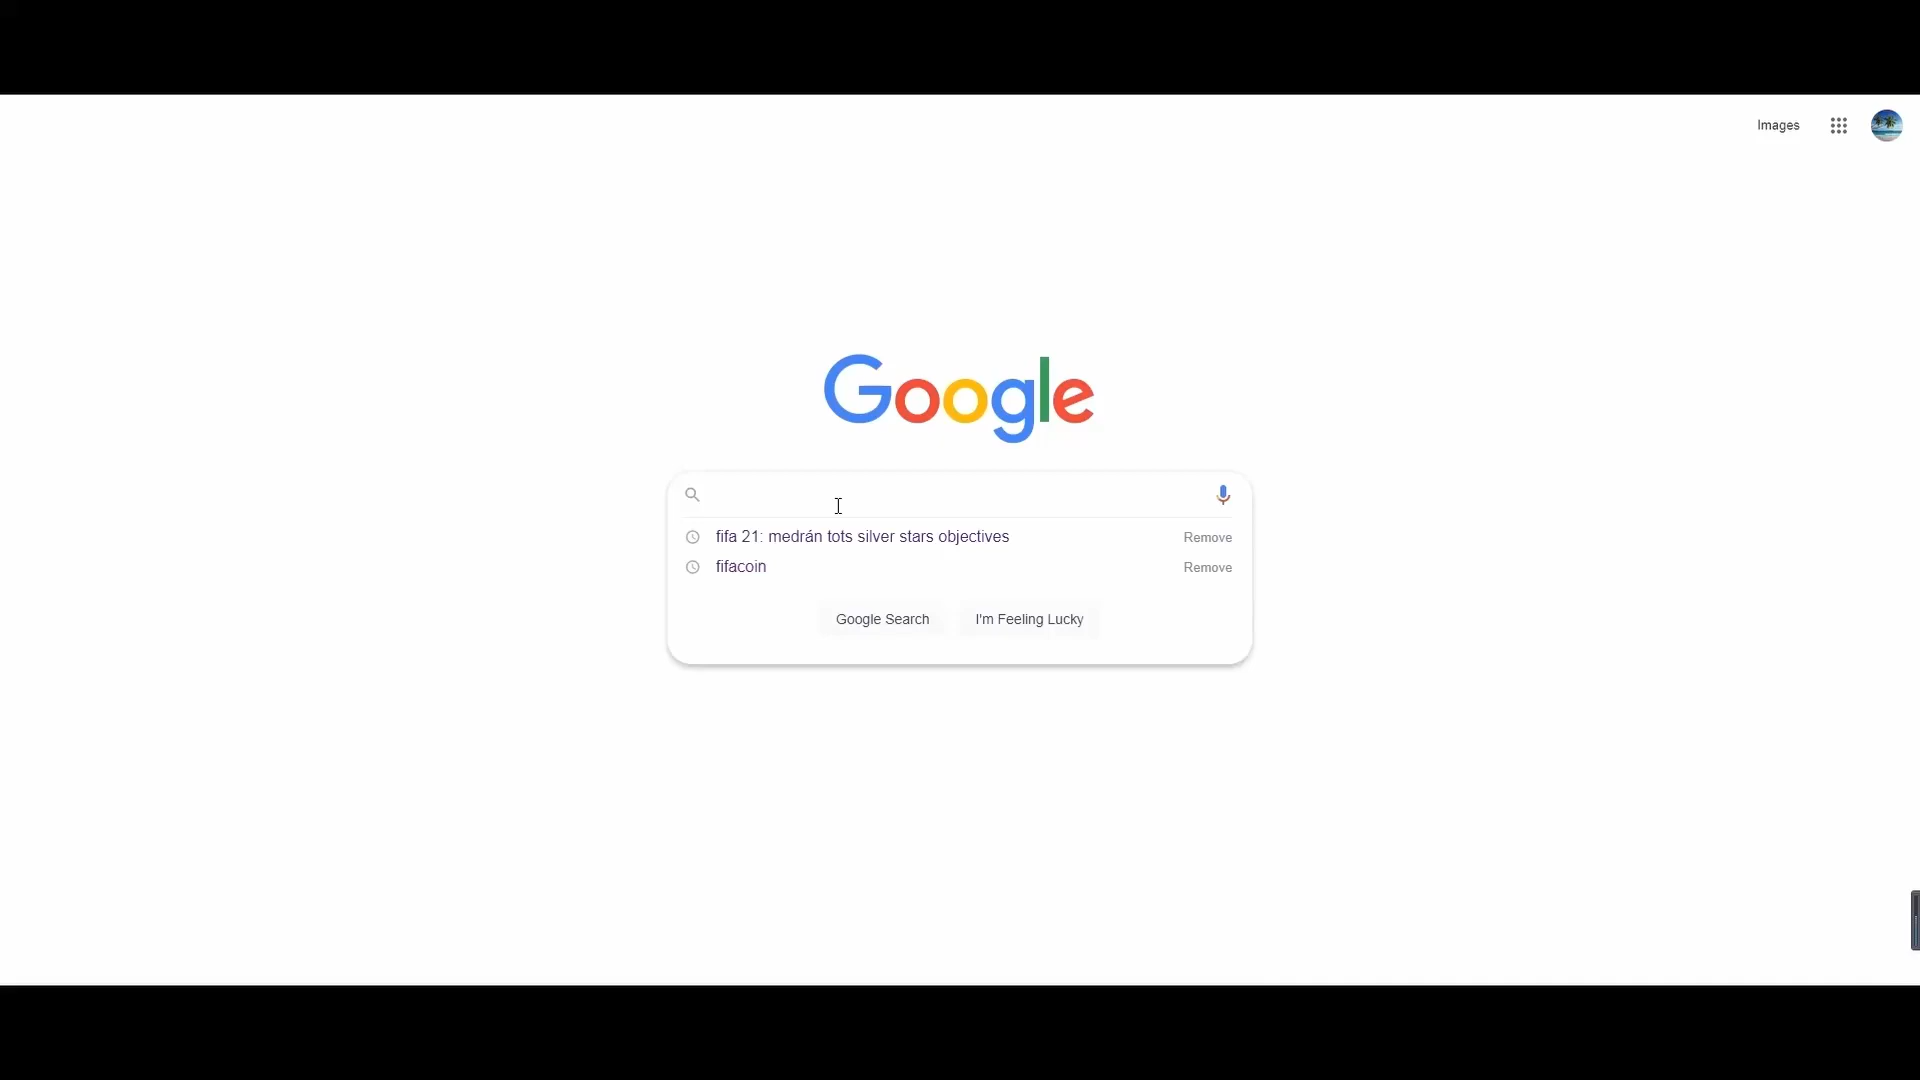 Images
Google
fifa 21: medrán tots silver stars objectives Remove
fifacoin Remove
Google Search I'm Feeling Lucky